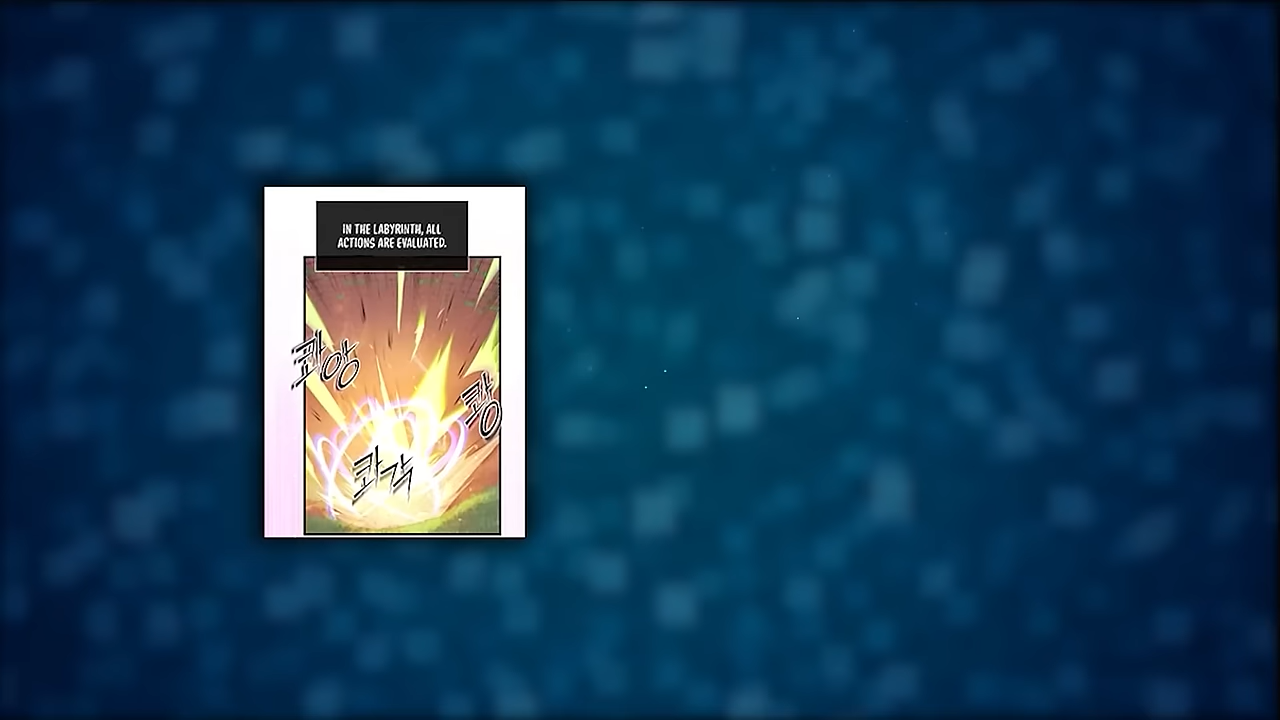 IN THE LABYRINTH, ALL
ACTIONS ARE EVALUATED.
콰앙
쾅
콰각